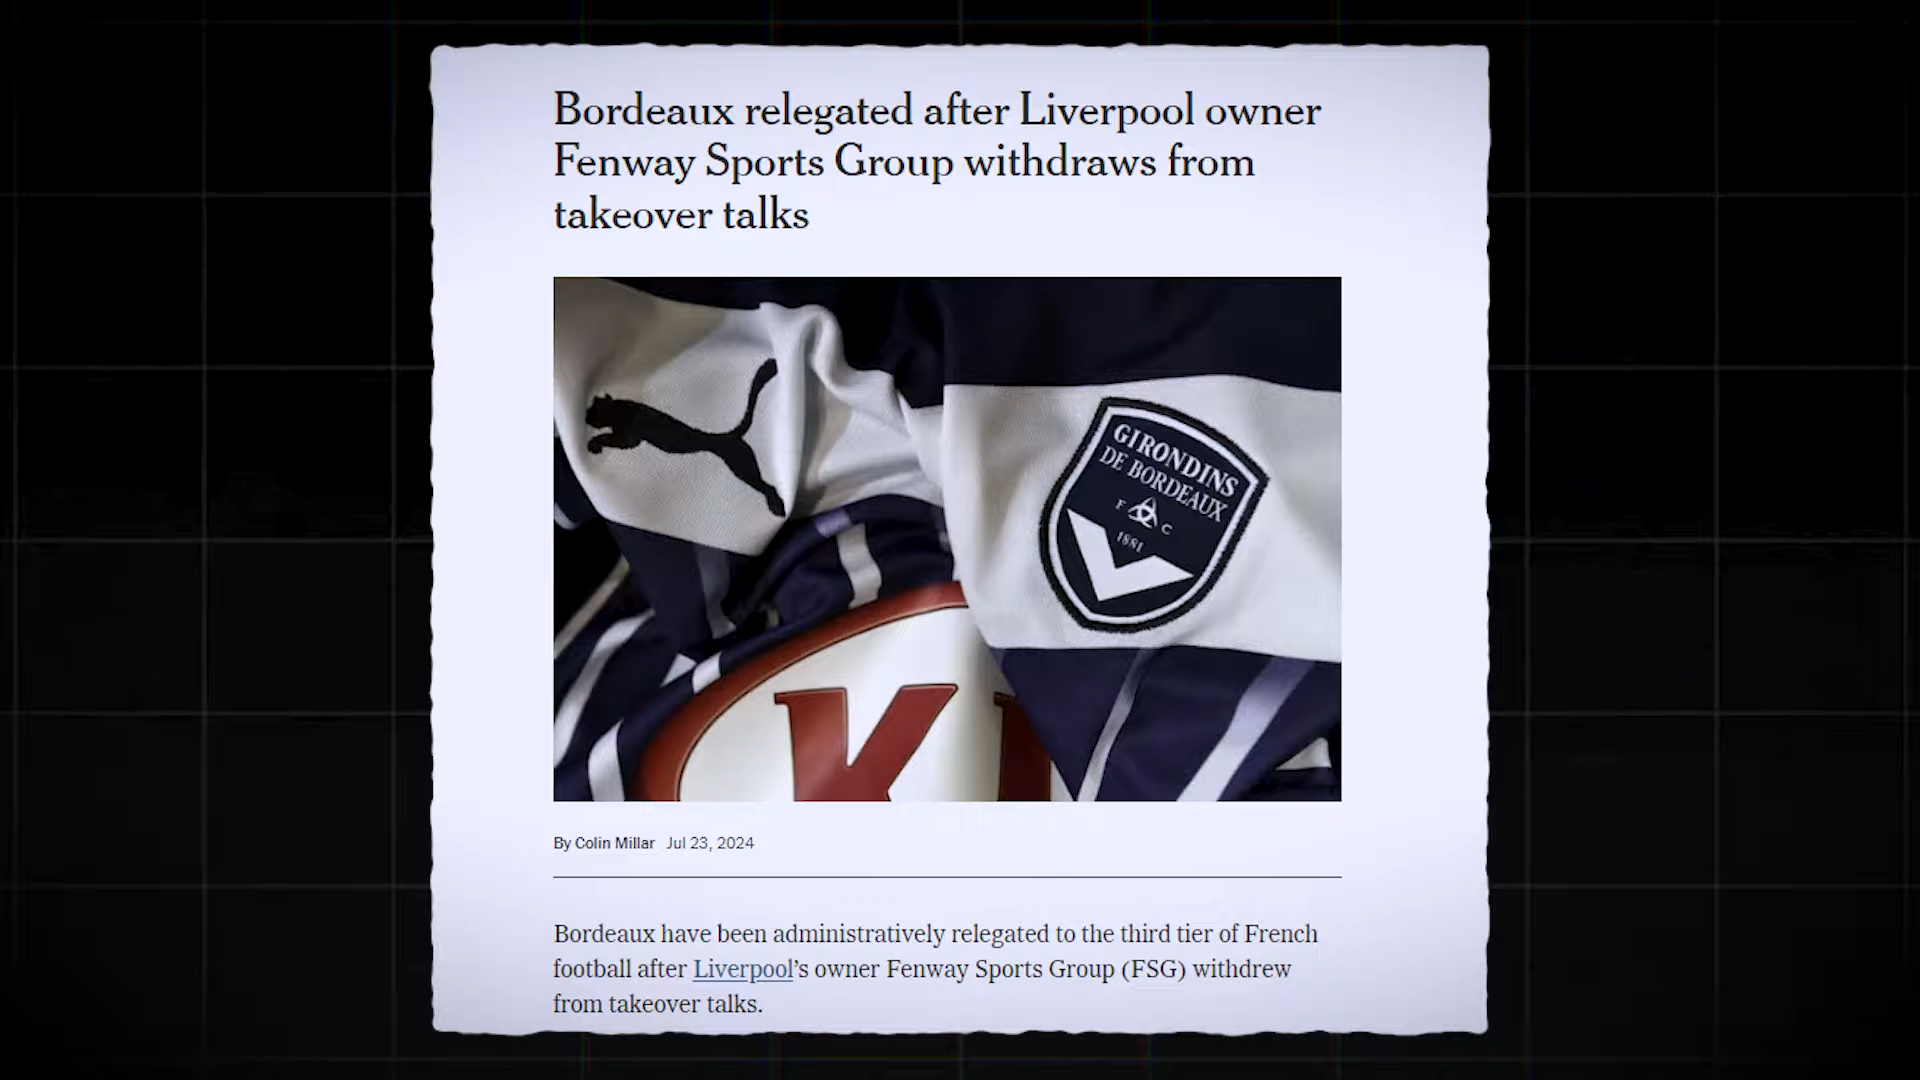 Bordeaux relegated after Liverpool owner
Fenway Sports Group withdraws from
takeover talks
GIRONDINS
DE BORDEAUX
F C
1881
K
By Colin Millar Jul 23, 2024
Bordeaux have been administratively relegated to the third tier of French
football after Liverpool's owner Fenway Sports Group (FSG) withdrew
from takeover talks.